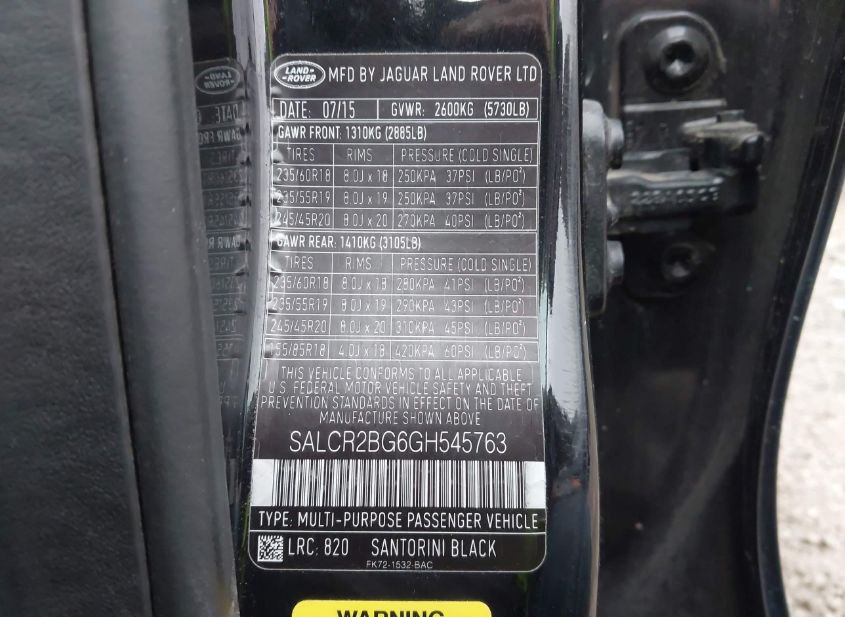 LAND-ROVER MFD BY JAGUAR LAND ROVER LTD
DATE: 07/15 GVWR: 2600KG (5730LB)
GAWR FRONT: 1310KG (2885LB)
TIRES RIMS PRESSURE (COLD SINGLE)
235/60R18 8.0J x 18 250KPA 37PSI (LB/PO²)
235/55R19 8.0J x 19 250KPA 37PSI (LB/PO²)
245/45R20 8.0J x 20 270KPA 40PSI (LB/PO²)
GAWR REAR: 1410KG (3105LB)
TIRES RIMS PRESSURE (COLD SINGLE)
235/60R18 8.0J x 18 280KPA 41PSI (LB/PO²)
235/55R19 8.0J x 19 290KPA 43PSI (LB/PO²)
245/45R20 8.0J x 20 310KPA 45PSI (LB/PO²)
155/85R18 4.0J x 18 420KPA 60PSI (LB/PO²)
THIS VEHICLE CONFORMS TO ALL APPLICABLE
U.S. FEDERAL MOTOR VEHICLE SAFETY AND THEFT
PREVENTION STANDARDS IN EFFECT ON THE DATE OF
MANUFACTURE SHOWN ABOVE
SALCR2BG6GH545763
TYPE: MULTI-PURPOSE PASSENGER VEHICLE
LRC: 820 SANTORINI BLACK
FK72-1532-BAC
WARNING